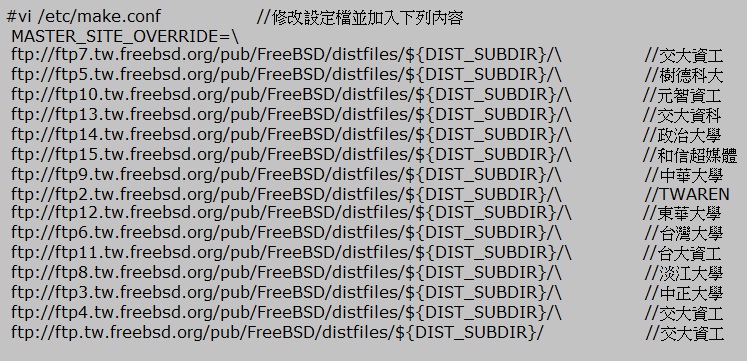 #vi /etc/make.conf //修改設定檔並加入下列內容
MASTER_SITE_OVERRIDE=\
ftp://ftp7.tw.freebsd.org/pub/FreeBSD/distfiles/${DIST_SUBDIR}/\ //交大資工
ftp://ftp5.tw.freebsd.org/pub/FreeBSD/distfiles/${DIST_SUBDIR}/\ //樹德科大
ftp://ftp10.tw.freebsd.org/pub/FreeBSD/distfiles/${DIST_SUBDIR}/\ //元智資工
ftp://ftp13.tw.freebsd.org/pub/FreeBSD/distfiles/${DIST_SUBDIR}/\ //交大資科
ftp://ftp14.tw.freebsd.org/pub/FreeBSD/distfiles/${DIST_SUBDIR}/\ //政治大學
ftp://ftp15.tw.freebsd.org/pub/FreeBSD/distfiles/${DIST_SUBDIR}/\ //和信超媒體
ftp://ftp9.tw.freebsd.org/pub/FreeBSD/distfiles/${DIST_SUBDIR}/\ //中華大學
ftp://ftp2.tw.freebsd.org/pub/FreeBSD/distfiles/${DIST_SUBDIR}/\ //TWAREN
ftp://ftp12.tw.freebsd.org/pub/FreeBSD/distfiles/${DIST_SUBDIR}/\ //東華大學
ftp://ftp6.tw.freebsd.org/pub/FreeBSD/distfiles/${DIST_SUBDIR}/\ //台灣大學
ftp://ftp11.tw.freebsd.org/pub/FreeBSD/distfiles/${DIST_SUBDIR}/\ //台大資工
ftp://ftp8.tw.freebsd.org/pub/FreeBSD/distfiles/${DIST_SUBDIR}/\ //淡江大學
ftp://ftp3.tw.freebsd.org/pub/FreeBSD/distfiles/${DIST_SUBDIR}/\ //中正大學
ftp://ftp4.tw.freebsd.org/pub/FreeBSD/distfiles/${DIST_SUBDIR}/\ //交大資工
ftp://ftp.tw.freebsd.org/pub/FreeBSD/distfiles/${DIST_SUBDIR}/ //交大資工